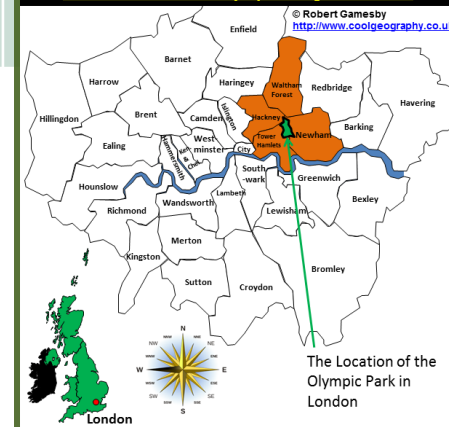 © Robert Gamesby
http://www.coolgeography.co.u
Enfield
Barnet
Harrow
Haringey
Waltham
Forest
Redbridge
Havering
Hillingdon
Brent
Camden
Islington
Hackney
Newham
Barking
Ealing
Hammersmith
Ken
& Chel
West
minster
City
Tower
Hamlets
Hounslow
South
-wark
Greenwich
Bexley
Richmond
Wandsworth
Lambeth
Lewisham
Merton
Kingston
Bromley
Sutton
Croydon
N
NW
NE
W
E
SW
SE
S
London
The Location of the
Olympic Park in
London